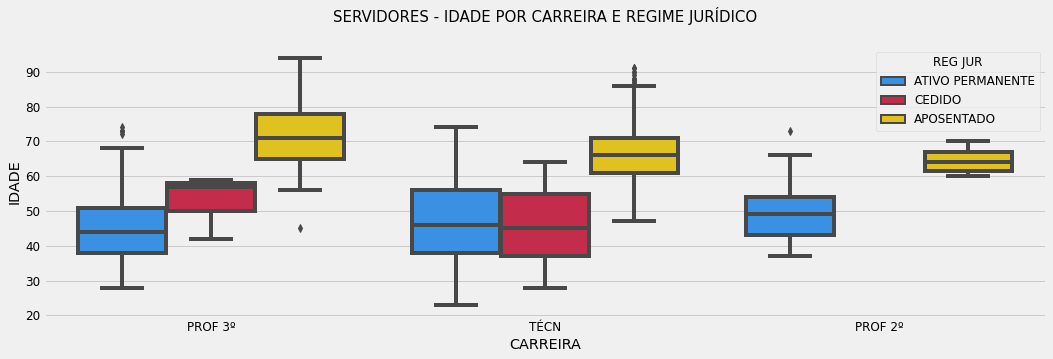 SERVIDORES - IDADE POR CARREIRA E REGIME JURÍDICO
REG JUR
ATIVO PERMANENTE
CEDIDO
APOSENTADO
IDADE
90
80
70
60
50
40
30
20
PROF 3º
TÉCN
PROF 2º
CARREIRA